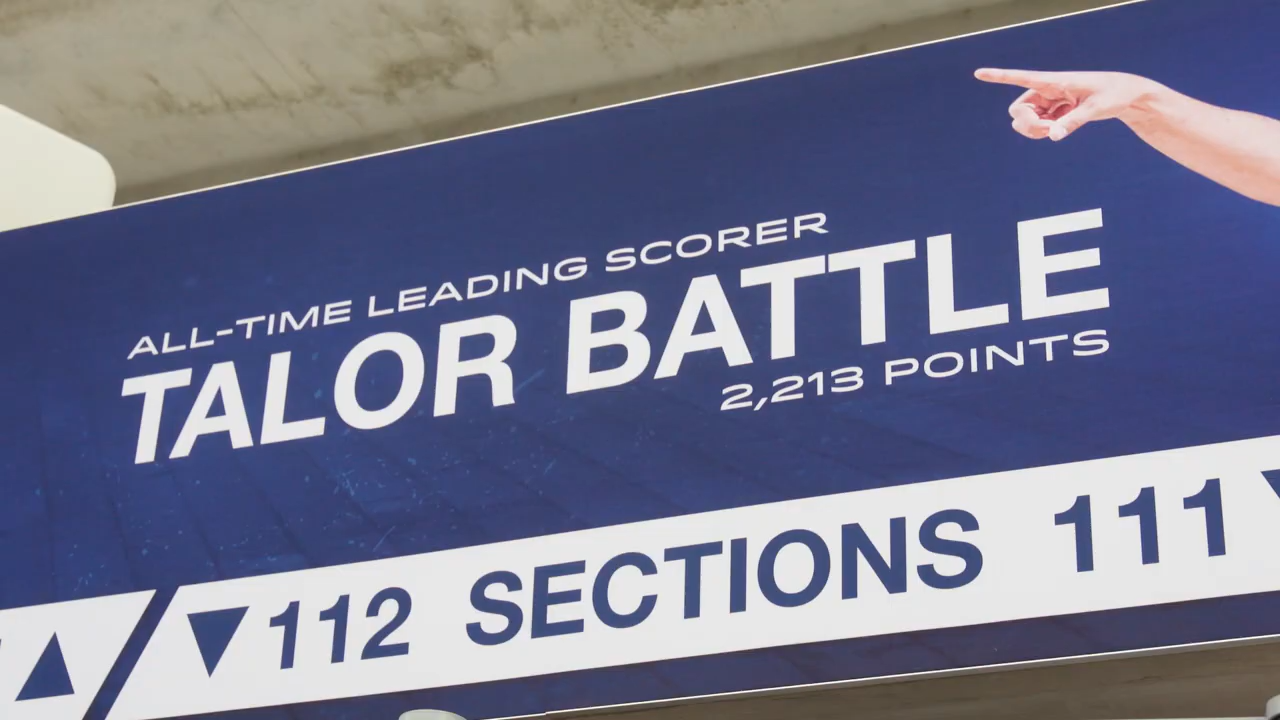 ALL-TIME LEADING SCORER
TALOR BATTLE
2,213 POINTS
▲ ▼112 SECTIONS 111▼